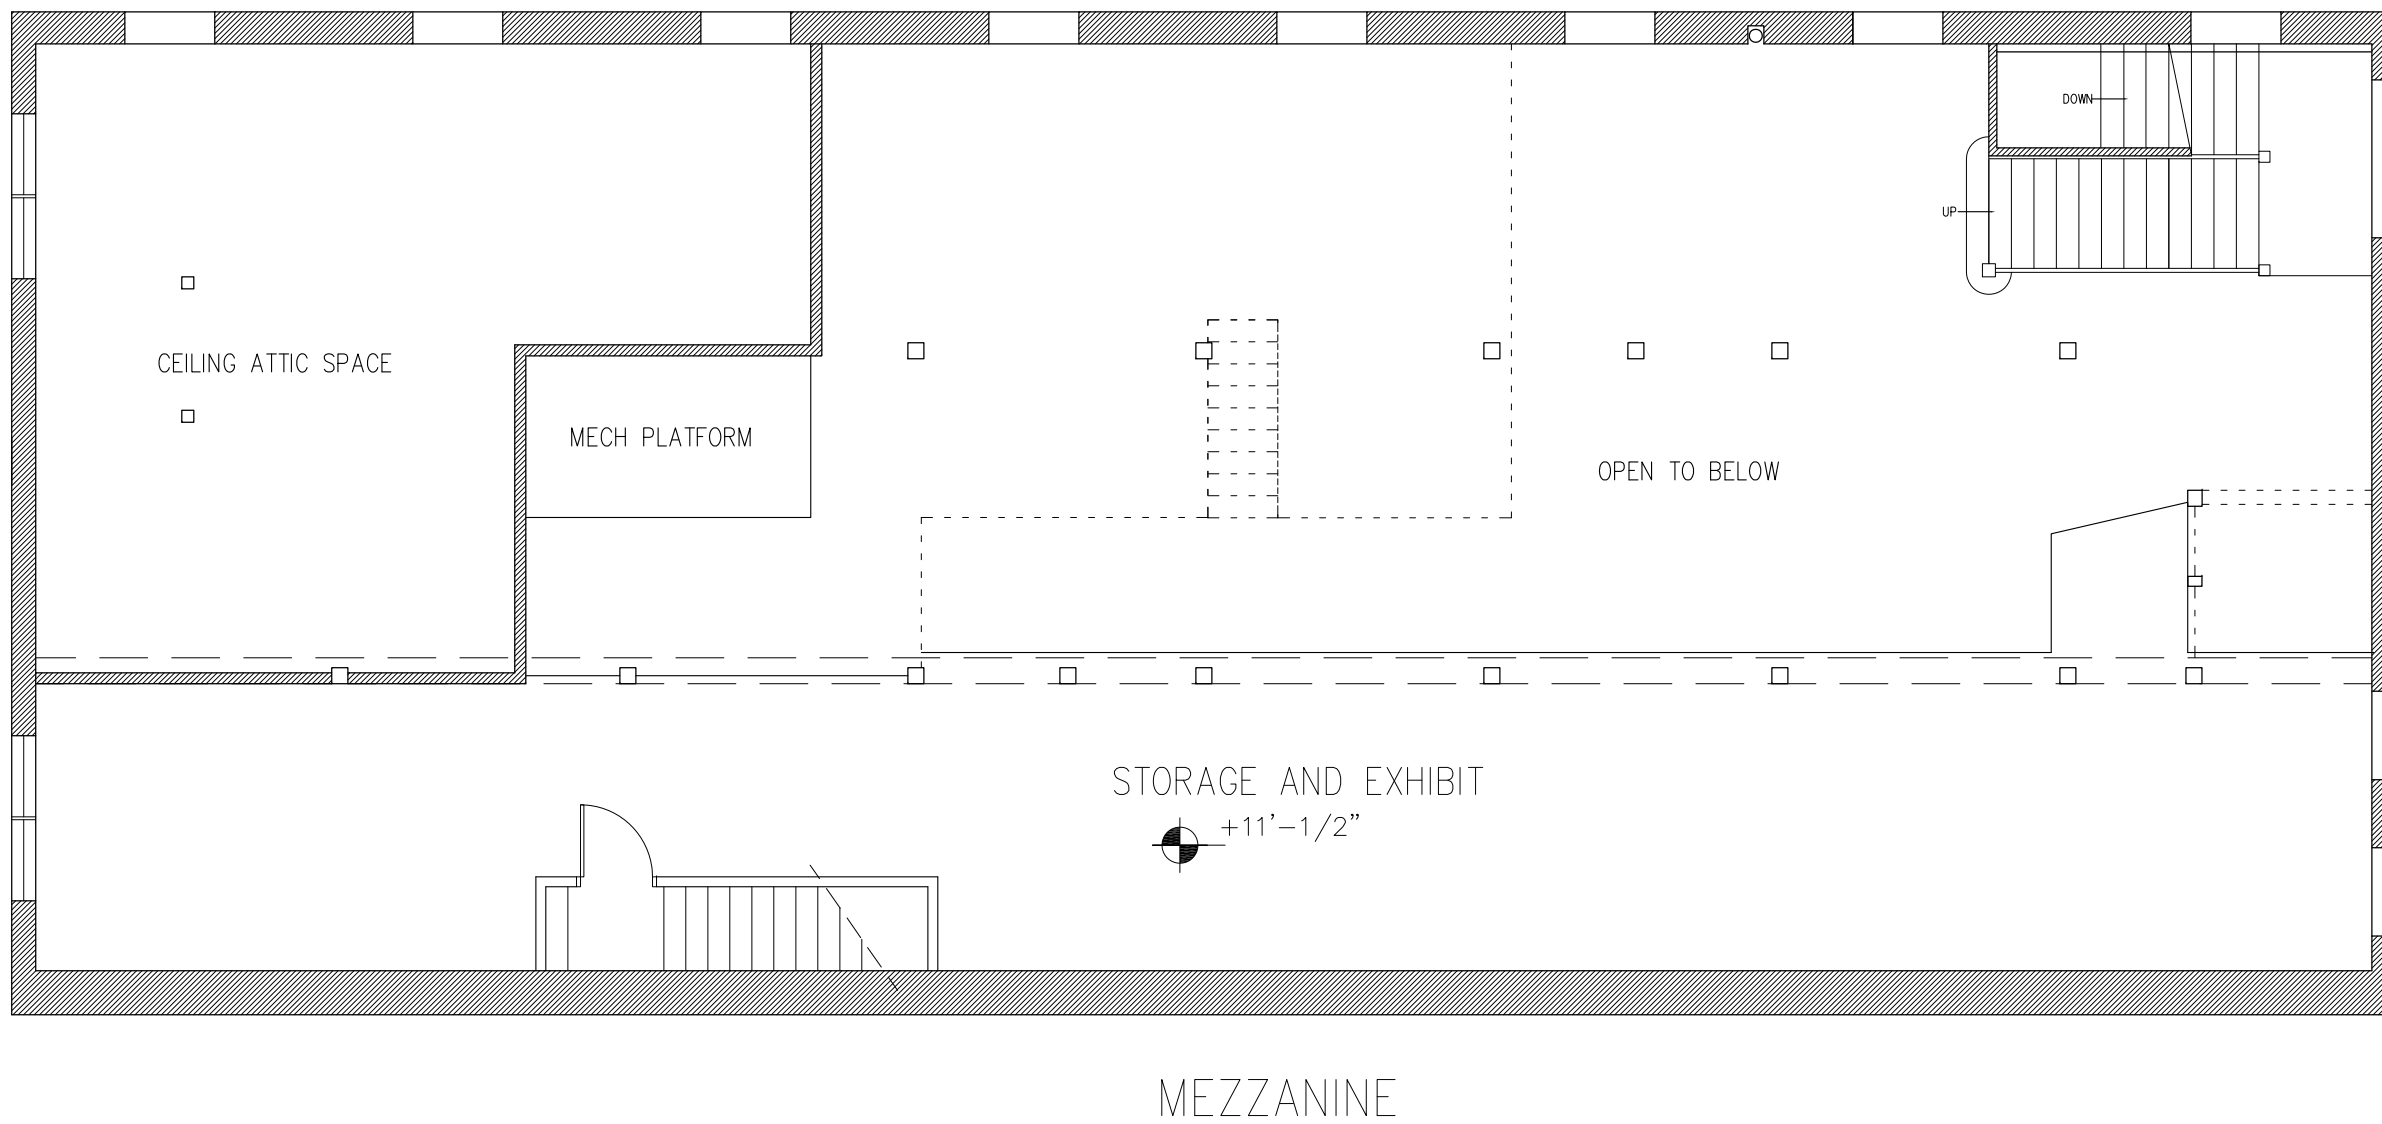 DOWN
UP
CEILING ATTIC SPACE
MECH PLATFORM
OPEN TO BELOW
STORAGE AND EXHIBIT
+11'-1/2"
MEZZANINE